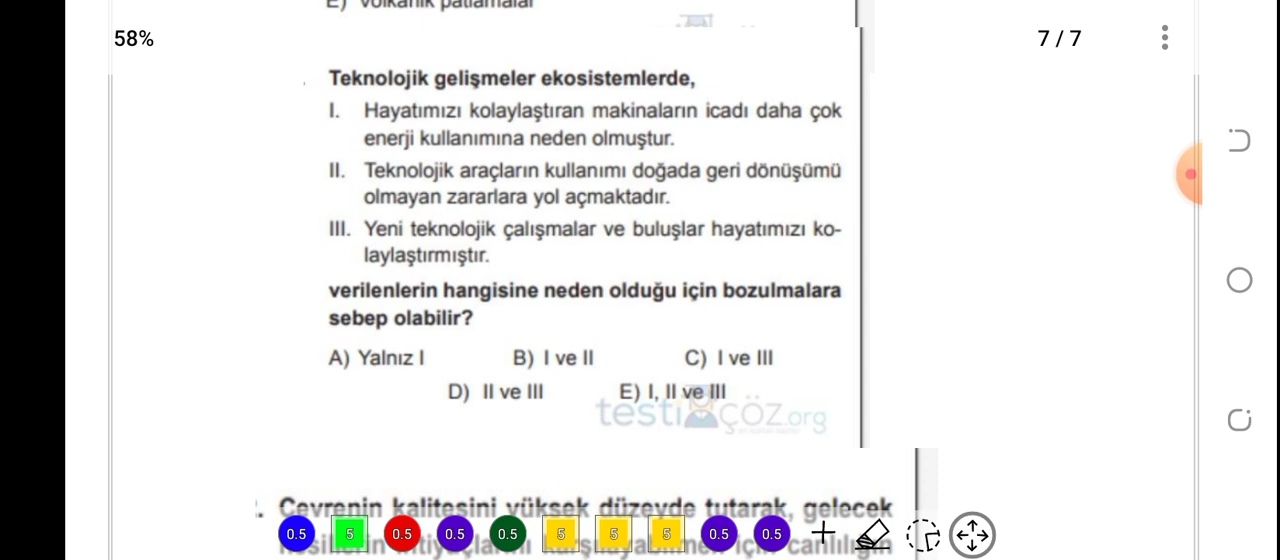 E) volkanik patlamalar
58%
7 / 7
Teknolojik gelişmeler ekosistemlerde,
I. Hayatımızı kolaylaştıran makinaların icadı daha çok
enerji kullanımına neden olmuştur.
II. Teknolojik araçların kullanımı doğada geri dönüşümü
olmayan zararlara yol açmaktadır.
III. Yeni teknolojik çalışmalar ve buluşlar hayatımızı ko-
laylaştırmıştır.
verilenlerin hangisine neden olduğu için bozulmalara
sebep olabilir?
A) Yalnız I B) I ve II C) I ve III
D) II ve III E) I, II ve III
testiçöz.org
Çevrenin kalitesini yüksek düzeyde tutarak, gelecek
0.5 5 0.5 0.5 0.5 5 5 5 0.5 0.5
için canlılığın